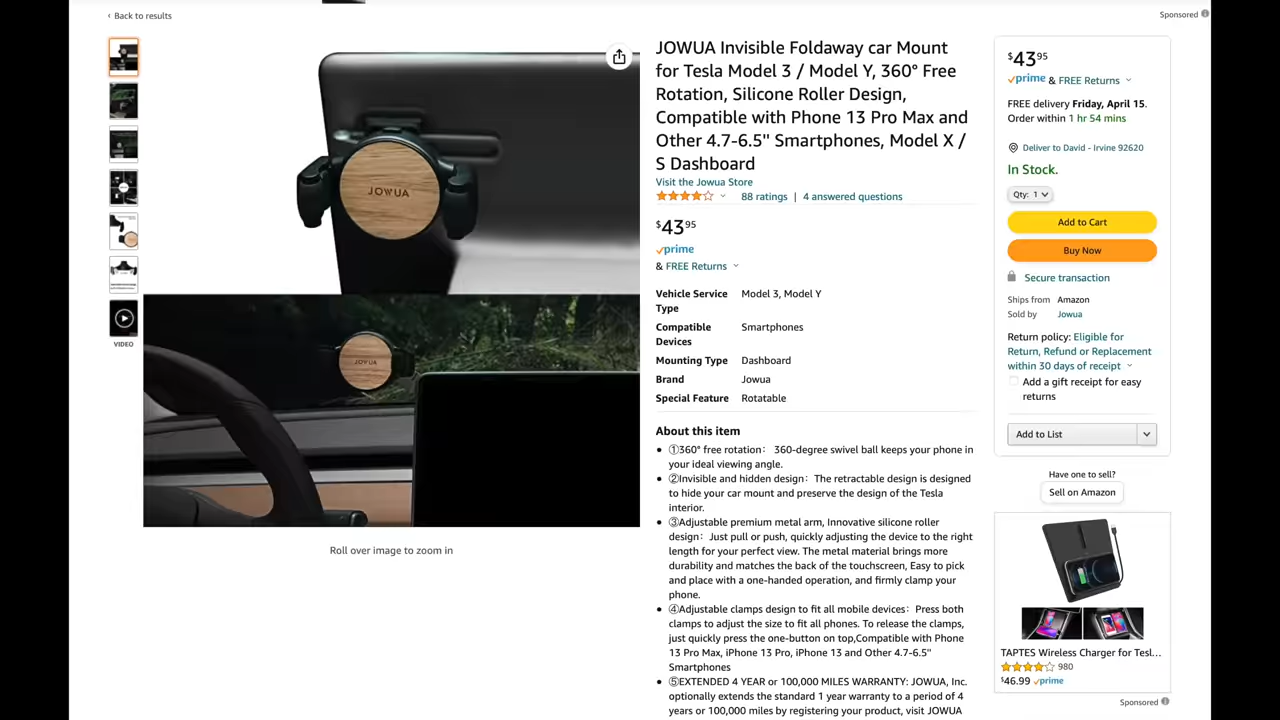 ‹ Back to results
Sponsored
JOWUA
JOWUA
VIDEO
Roll over image to zoom in
JOWUA Invisible Foldaway car Mount
for Tesla Model 3 / Model Y, 360° Free
Rotation, Silicone Roller Design,
Compatible with Phone 13 Pro Max and
Other 4.7-6.5" Smartphones, Model X /
S Dashboard
Visit the Jowua Store
88 ratings | 4 answered questions
$43 95
prime
& FREE Returns
Vehicle Service Model 3, Model Y
Type
Compatible Smartphones
Devices
Mounting Type Dashboard
Brand Jowua
Special Feature Rotatable
About this item
• ①360° free rotation： 360-degree swivel ball keeps your phone in
your ideal viewing angle.
• ②Invisible and hidden design：The retractable design is designed
to hide your car mount and preserve the design of the Tesla
interior.
• ③Adjustable premium metal arm, Innovative silicone roller
design：Just pull or push, quickly adjusting the device to the right
length for your perfect view. The metal material brings more
durability and matches the back of the touchscreen, Easy to pick
and place with a one-handed operation, and firmly clamp your
phone.
• ④Adjustable clamps design to fit all mobile devices：Press both
clamps to adjust the size to fit all phones. To release the clamps,
just quickly press the one-button on top,Compatible with Phone
13 Pro Max, iPhone 13 Pro, iPhone 13 and Other 4.7-6.5"
Smartphones
• ⑤EXTENDED 4 YEAR or 100,000 MILES WARRANTY: JOWUA, Inc.
optionally extends the standard 1 year warranty to a period of 4
years or 100,000 miles by registering your product, visit JOWUA
$43 95
prime & FREE Returns
FREE delivery Friday, April 15.
Order within 1 hr 54 mins
Deliver to David - Irvine 92620
In Stock.
Qty: 1
Add to Cart
Buy Now
Secure transaction
Ships from Amazon
Sold by Jowua
Return policy: Eligible for
Return, Refund or Replacement
within 30 days of receipt
Add a gift receipt for easy
returns
Add to List
Have one to sell?
Sell on Amazon
TAPTES Wireless Charger for Tesl...
980
$46.99 prime
Sponsored